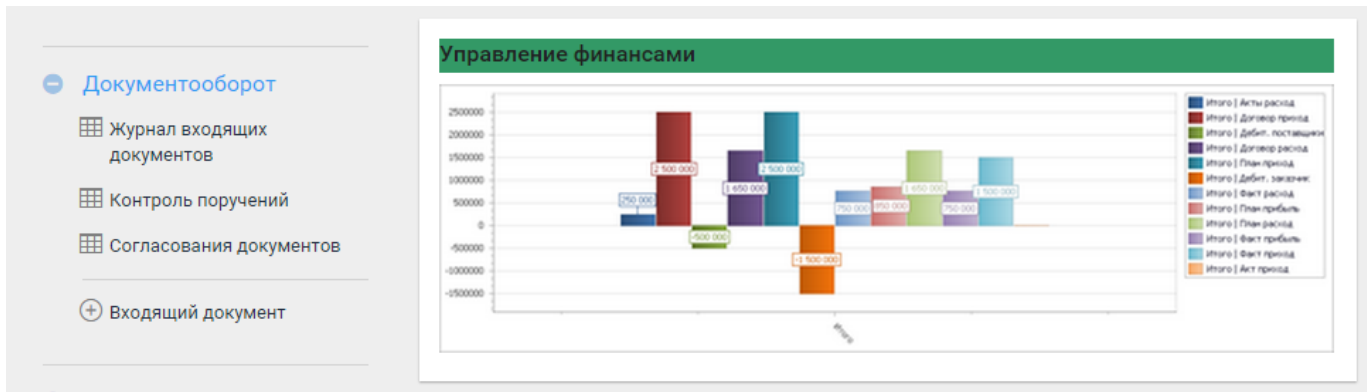 Документооборот
Журнал входящих
документов
Контроль поручений
Согласования документов
Входящий документ
Управление финансами
2500000
2000000
1500000
1000000
500000
0
-500000
-1000000
-1500000
250 000
2 500 000
-500 000
1 650 000
2 500 000
-1 500 000
750 000
850 000
1 650 000
750 000
1 500 000
Итого
Итого | Акты расход
Итого | Договор приход
Итого | Дебит. поставщики
Итого | Договор расход
Итого | План приход
Итого | Дебит. заказчик
Итого | Факт расход
Итого | План прибыль
Итого | План расход
Итого | Факт прибыль
Итого | Факт приход
Итого | Акт приход